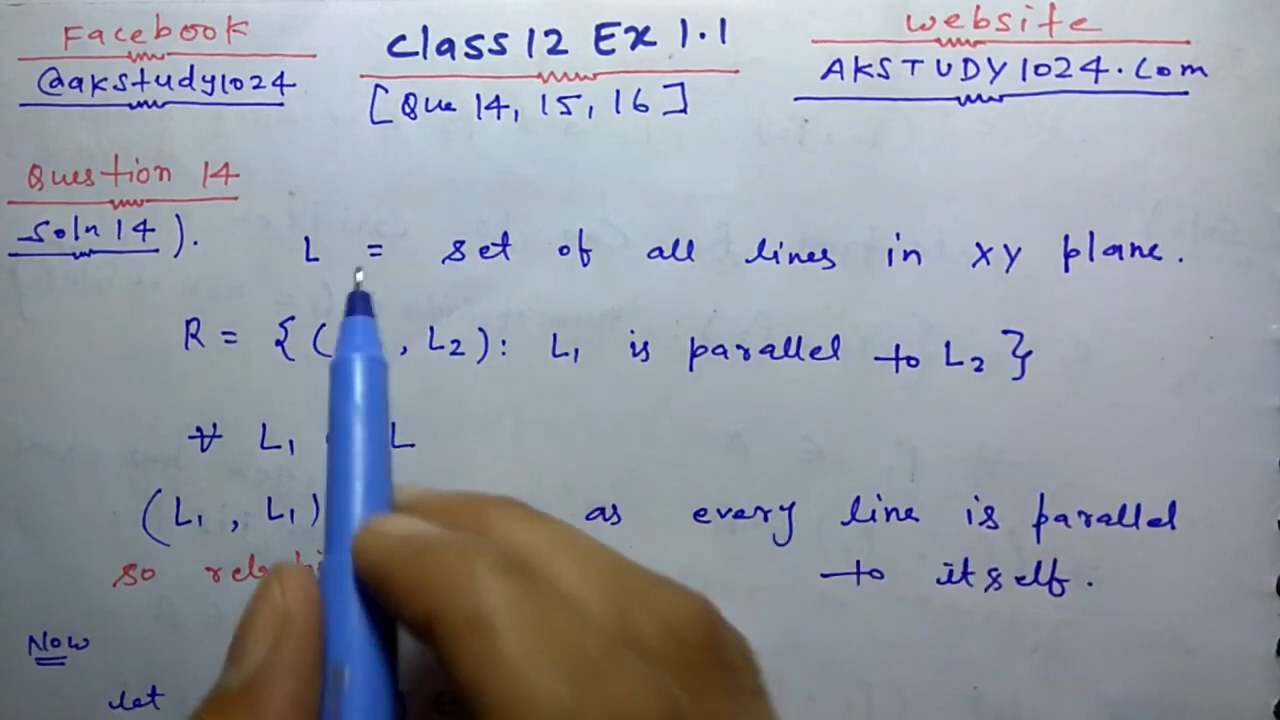 Facebook
@akstudy1024
class 12 Ex 1.1
[Que 14, 15, 16]
website
AKSTUDY1024.com
Question 14
Soln 14).
L = set of all lines in XY plane.
R = {( , L2): L1 is parallel to L2}
∀ L1 L
(L1, L1) as every line is parallel
so to itself.
Now
let